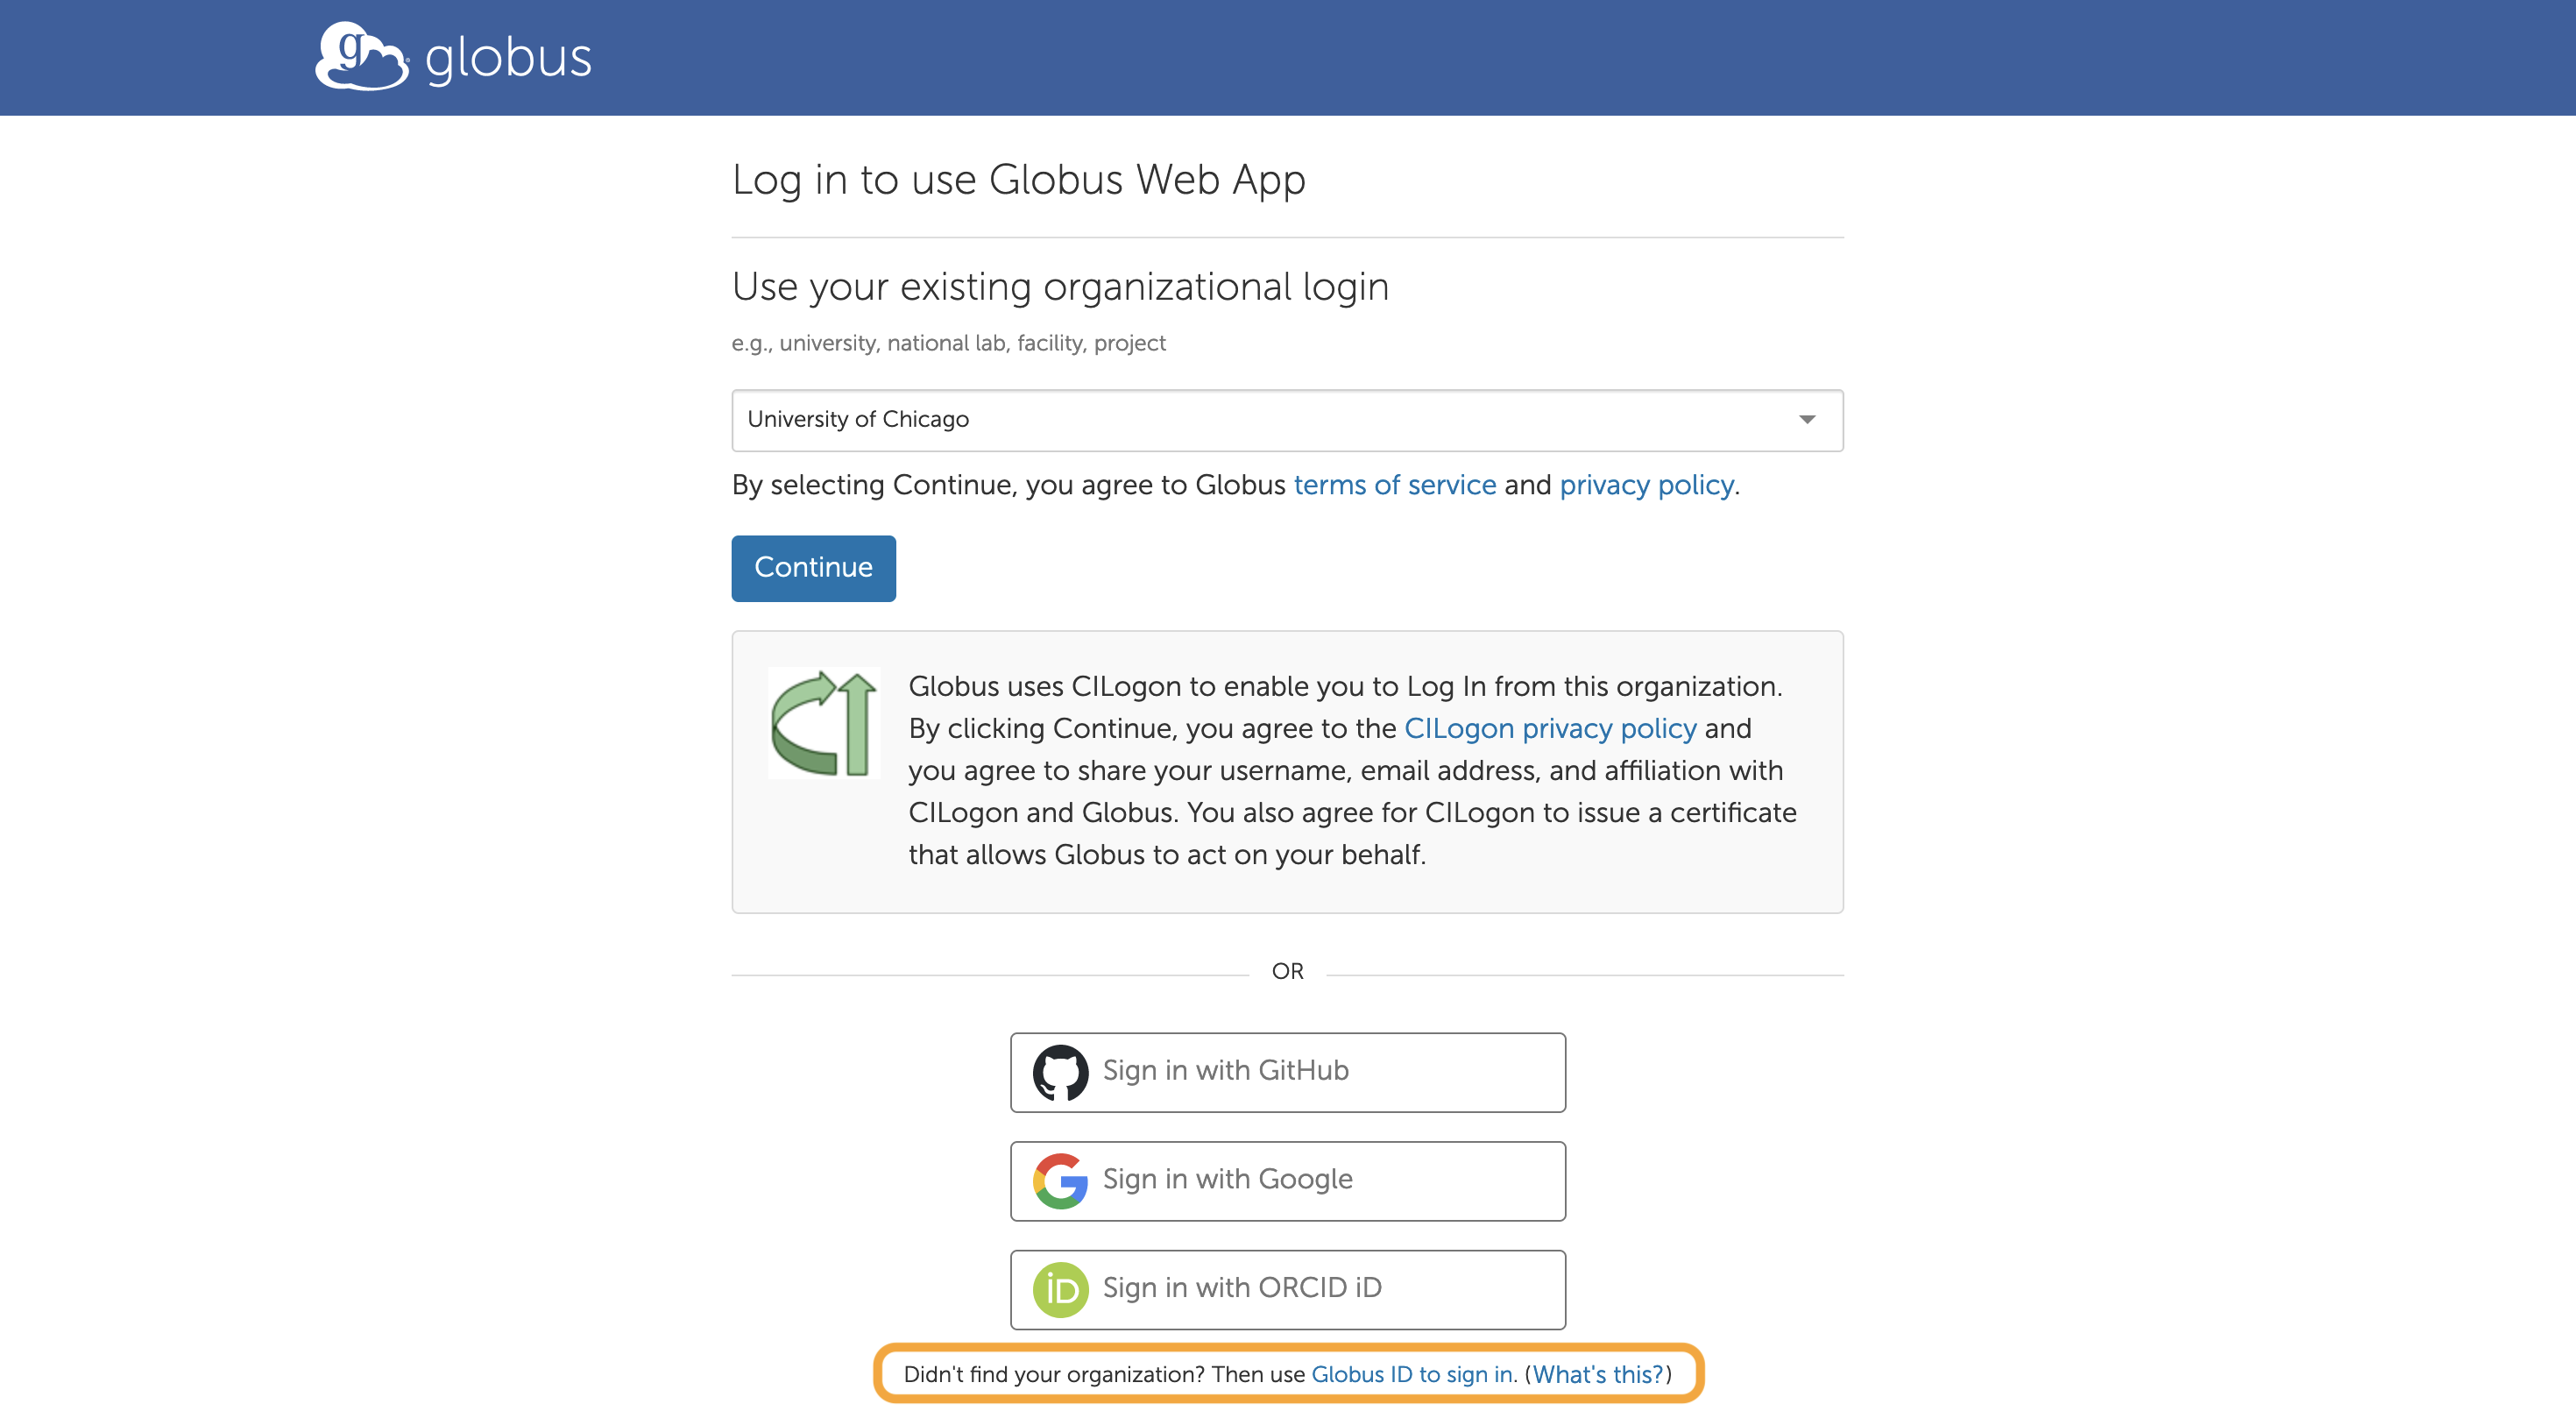 globus
Log in to use Globus Web App
Use your existing organizational login
e.g., university, national lab, facility, project
University of Chicago
By selecting Continue, you agree to Globus terms of service and privacy policy.
Continue
Globus uses CILogon to enable you to Log In from this organization.
By clicking Continue, you agree to the CILogon privacy policy and
you agree to share your username, email address, and affiliation with
CILogon and Globus. You also agree for CILogon to issue a certificate
that allows Globus to act on your behalf.
OR
Sign in with GitHub
Sign in with Google
iD Sign in with ORCID iD
Didn't find your organization? Then use Globus ID to sign in. (What's this?)